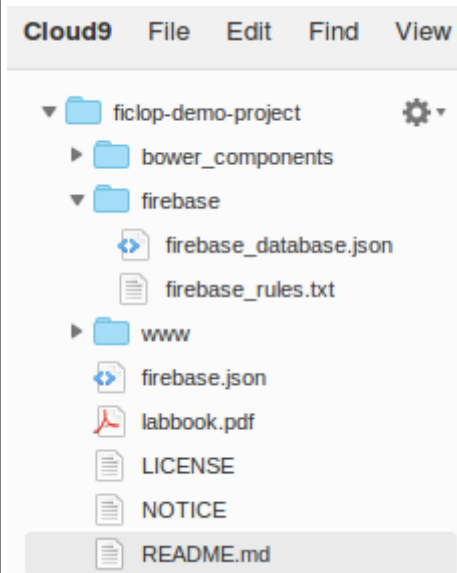 Cloud9 File Edit Find View
ficlop-demo-project
bower_components
firebase
firebase_database.json
firebase_rules.txt
www
firebase.json
labbook.pdf
LICENSE
NOTICE
README.md